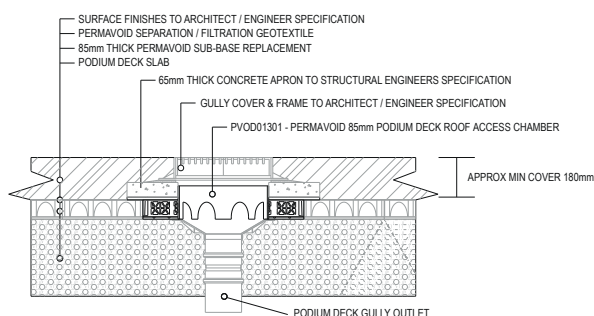 SURFACE FINISHES TO ARCHITECT / ENGINEER SPECIFICATION
PERMAVOID SEPARATION / FILTRATION GEOTEXTILE
85mm THICK PERMAVOID SUB-BASE REPLACEMENT
PODIUM DECK SLAB
65mm THICK CONCRETE APRON TO STRUCTURAL ENGINEERS SPECIFICATION
GULLY COVER & FRAME TO ARCHITECT / ENGINEER SPECIFICATION
PVOD01301 - PERMAVOID 85mm PODIUM DECK ROOF ACCESS CHAMBER
APPROX MIN COVER 180mm
PODIUM DECK GULLY OUTLET